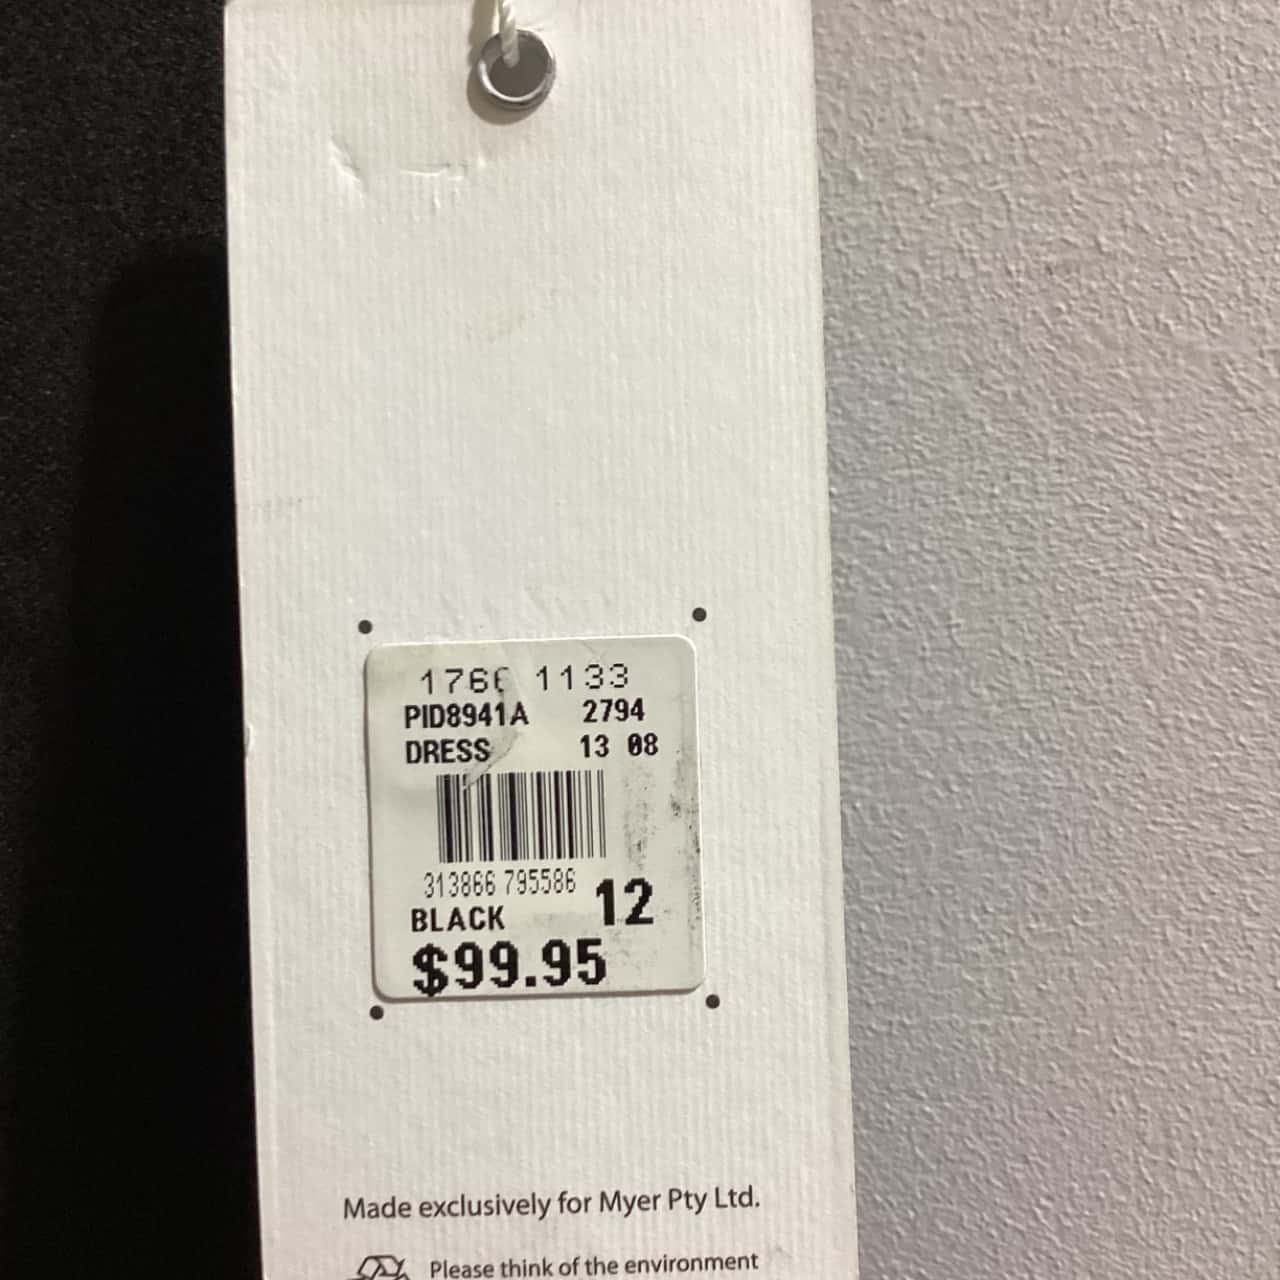 1766 1133
PID8941A 2794
DRESS 13 08
313866 795586
BLACK 12
$99.95
Made exclusively for Myer Pty Ltd.
Please think of the environment